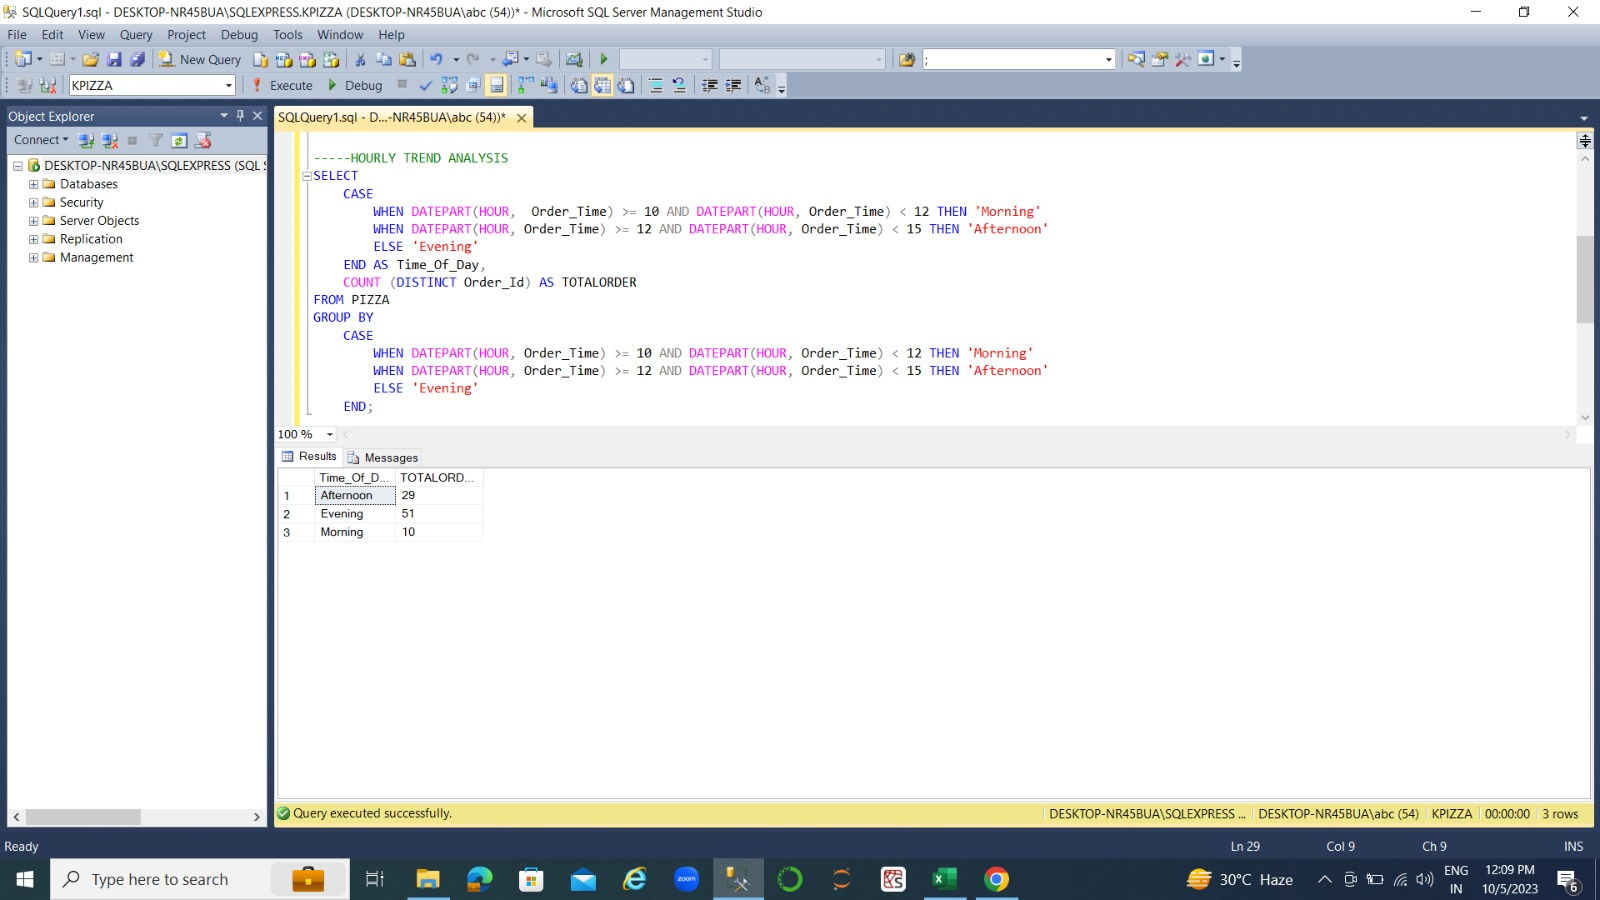 SQLQuery1.sql - DESKTOP-NR45BUA\SQLEXPRESS.KPIZZA (DESKTOP-NR45BUA\abc (54))* - Microsoft SQL Server Management Studio
File Edit View Query Project Debug Tools Window Help
New Query ;
KPIZZA Execute Debug
Object Explorer
Connect
DESKTOP-NR45BUA\SQLEXPRESS (SQL S
Databases
Security
Server Objects
Replication
Management
SQLQuery1.sql - D...-NR45BUA\abc (54))*
-----HOURLY TREND ANALYSIS
SELECT
CASE
WHEN DATEPART(HOUR,  Order_Time) >= 10 AND DATEPART(HOUR, Order_Time) < 12 THEN 'Morning'
WHEN DATEPART(HOUR, Order_Time) >= 12 AND DATEPART(HOUR, Order_Time) < 15 THEN 'Afternoon'
ELSE 'Evening'
END AS Time_Of_Day,
COUNT (DISTINCT Order_Id) AS TOTALORDER
FROM PIZZA
GROUP BY
CASE
WHEN DATEPART(HOUR, Order_Time) >= 10 AND DATEPART(HOUR, Order_Time) < 12 THEN 'Morning'
WHEN DATEPART(HOUR, Order_Time) >= 12 AND DATEPART(HOUR, Order_Time) < 15 THEN 'Afternoon'
ELSE 'Evening'
END;
100 %
Results Messages
Time_Of_D... TOTALORD...
1 Afternoon 29
2 Evening 51
3 Morning 10
Query executed successfully. DESKTOP-NR45BUA\SQLEXPRESS ... DESKTOP-NR45BUA\abc (54) KPIZZA 00:00:00 3 rows
Ready Ln 29 Col 9 Ch 9 INS
Type here to search zoom 30°C Haze ENG IN 12:09 PM 10/5/2023 6